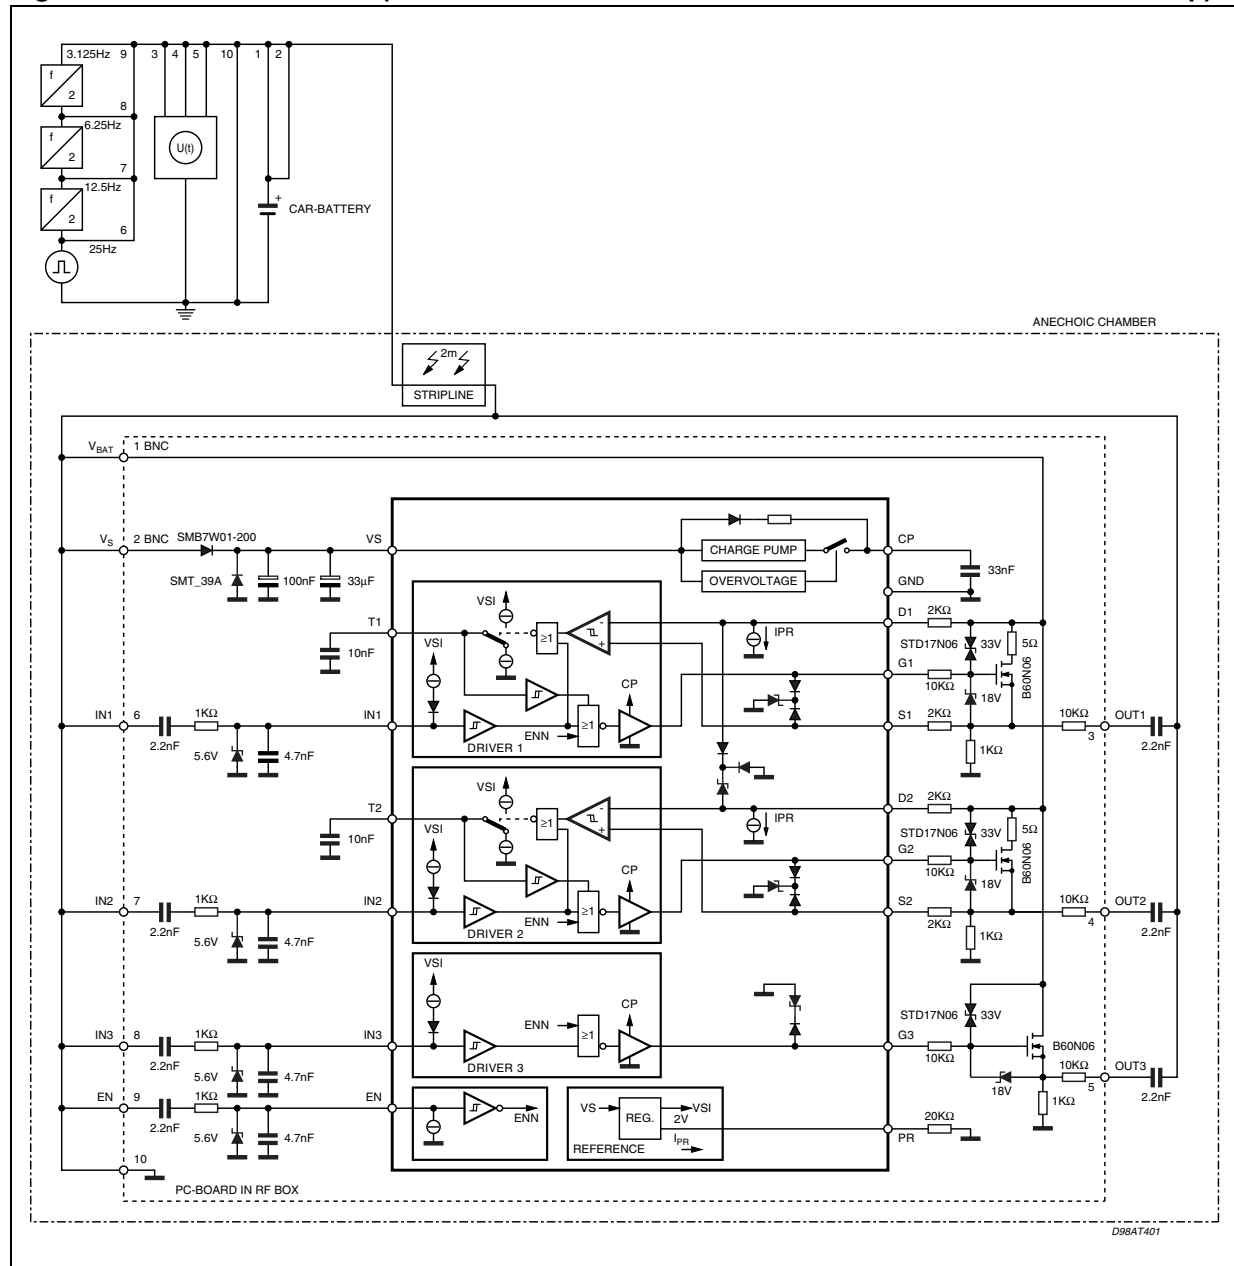 3.125Hz 9 3 4 5 10 1 2
f
2
8
6.25Hz
f
2
U(t)
7
12.5Hz
f
2
+
CAR-BATTERY
6
25Hz
ANECHOIC CHAMBER
2m
STRIPLINE
VBAT 1 BNC
VS 2 BNC SMB7W01-200 VS
CHARGE PUMP
CP
SMT_39A 100nF 33µF
OVERVOLTAGE
33nF
GND
VSI
T1
VSI
≥1
-
+
IPR
D1 2KΩ
STD17N06 33V 5Ω
10nF
CP
G1
10KΩ
18V
B60N06
IN1 6 1KΩ IN1
2.2nF
5.6V 4.7nF
ENN
≥1
DRIVER 1
S1 2KΩ
10KΩ OUT1
3
2.2nF
1KΩ
VSI
T2
VSI
≥1
-
+
IPR
D2 2KΩ
STD17N06 33V 5Ω
10nF
CP
G2
10KΩ
18V
B60N06
IN2 7 1KΩ IN2
2.2nF
5.6V 4.7nF
ENN
≥1
DRIVER 2
S2
2KΩ
10KΩ OUT2
4
2.2nF
1KΩ
VSI
CP
STD17N06 33V
IN3 8 1KΩ IN3
2.2nF
5.6V 4.7nF
ENN
≥1
DRIVER 3
G3
10KΩ
B60N06
10KΩ OUT3
5
18V
2.2nF
1KΩ
EN 9 1KΩ EN
2.2nF
5.6V 4.7nF
ENN
VS REG. VSI
2V
REFERENCE IPR
20KΩ
PR
10
PC-BOARD IN RF BOX
D98AT401